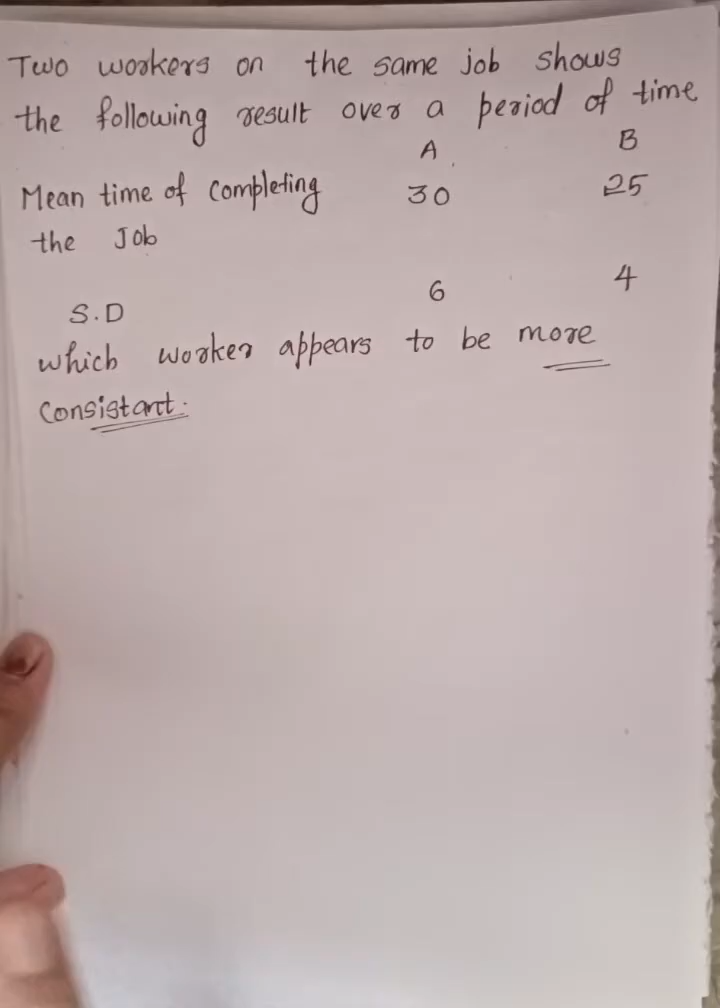 Two workers on the same job shows
the following result over a period of time
A B
Mean time of completing 30 25
the Job
S.D 6 4
which worker appears to be more
consistant.